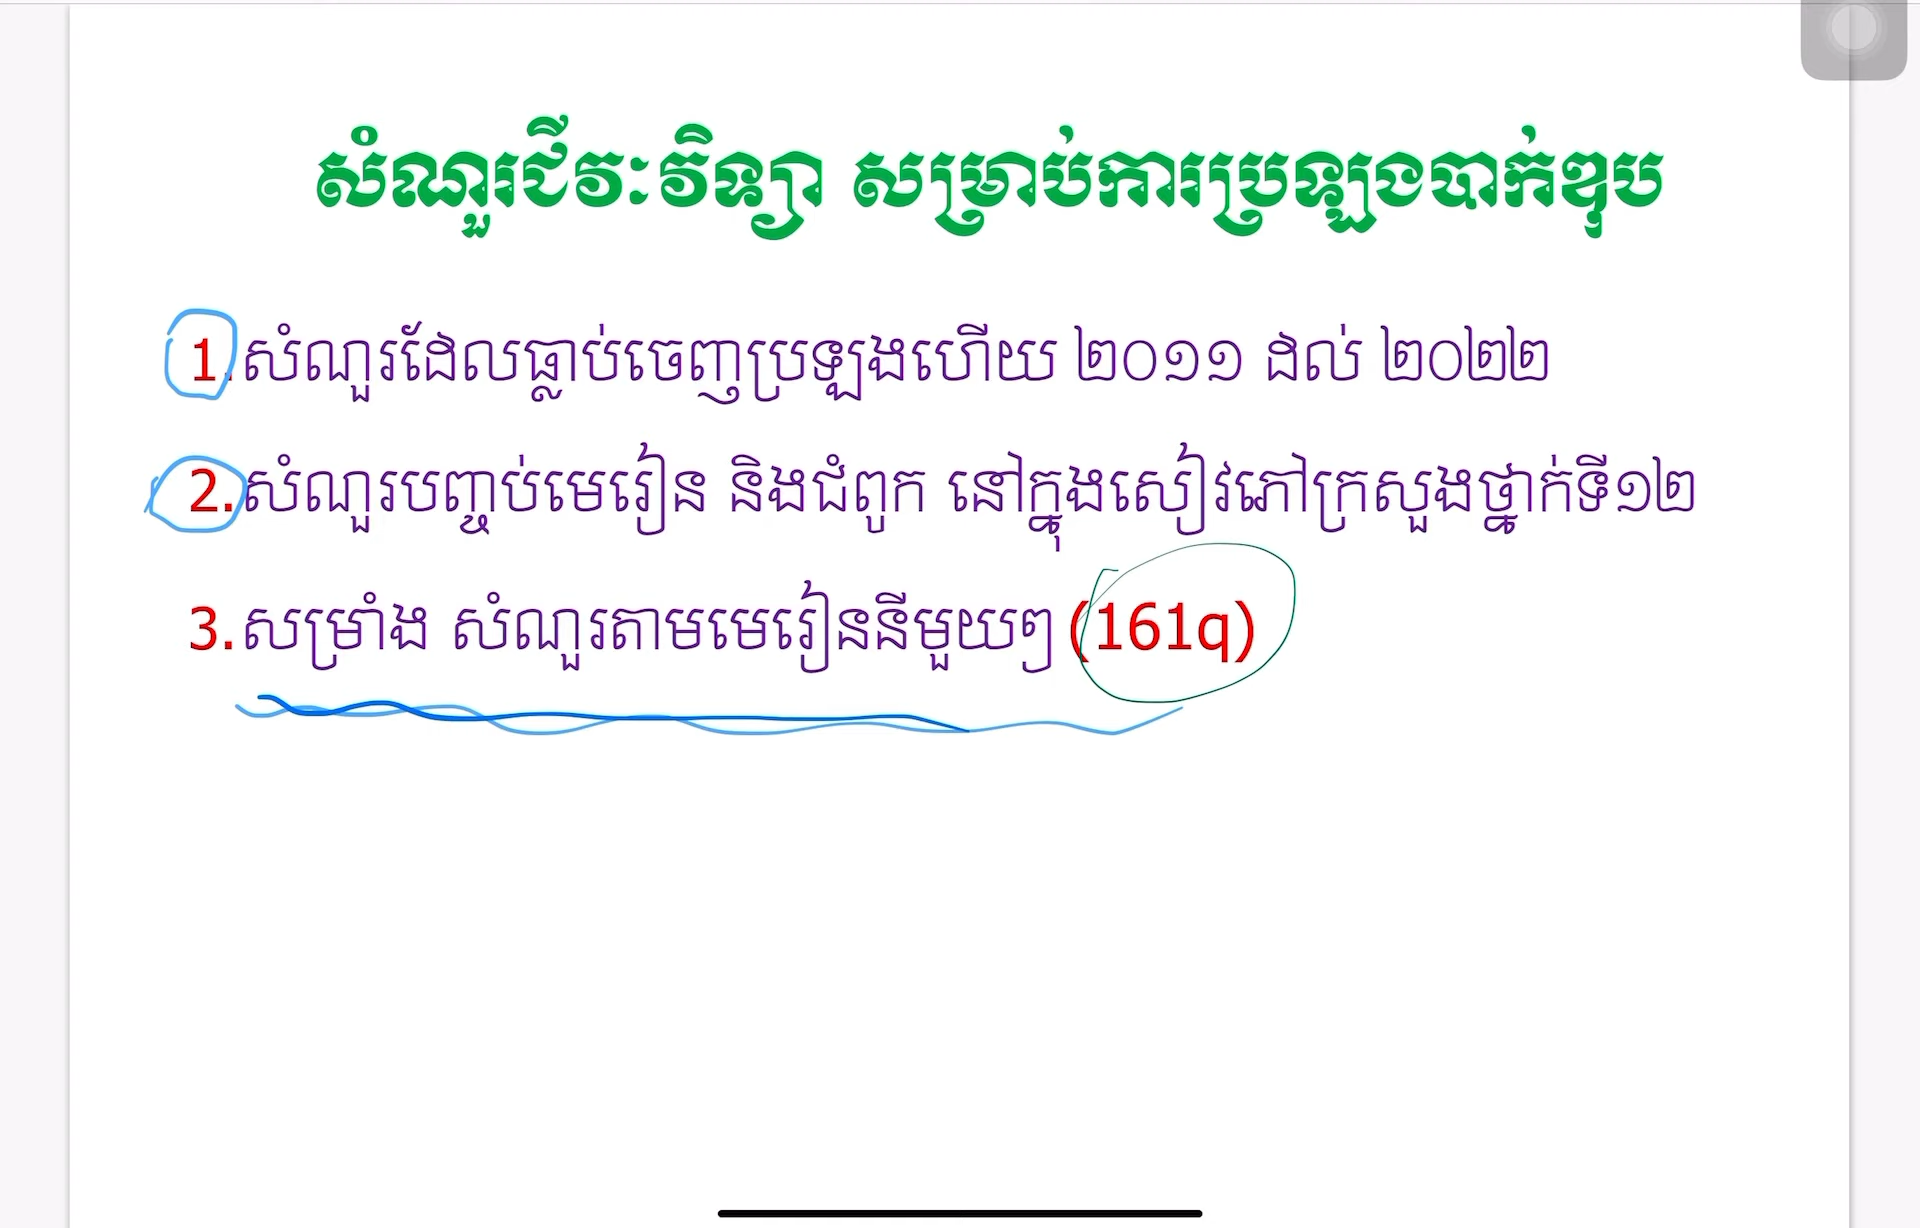 សំណួរជីវៈវិទ្យា សម្រាប់ការប្រឡងបាក់ឌុប
1.សំណួរដែលធ្លាប់ចេញប្រឡងហើយ ២០១១ ដល់ ២០២២
2.សំណួរបញ្ចប់មេរៀន និងជំពូក នៅក្នុងសៀវភៅក្រសួងថ្នាក់ទី១២
3.សម្រាំង សំណួរតាមមេរៀននីមួយៗ (161q)